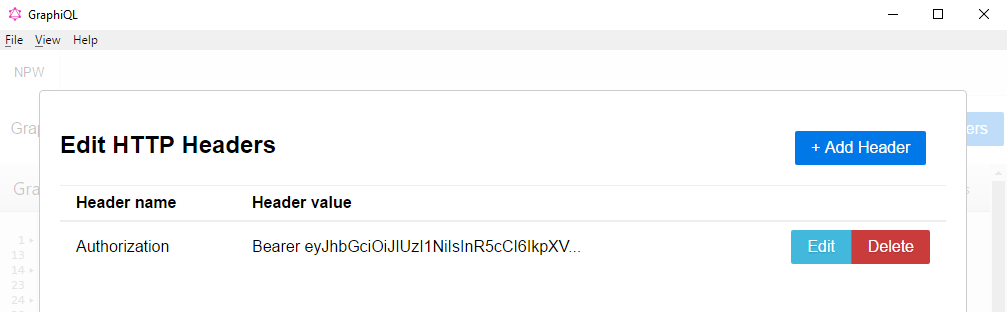 GraphiQL
File View Help
NPW
Grap
Edit HTTP Headers
+ Add Header
ers
Gra
s
Header name Header value
Authorization Bearer eyJhbGciOiJIUzI1NiIsInR5cCI6IkpXV...
Edit Delete
1
13
14
23
24